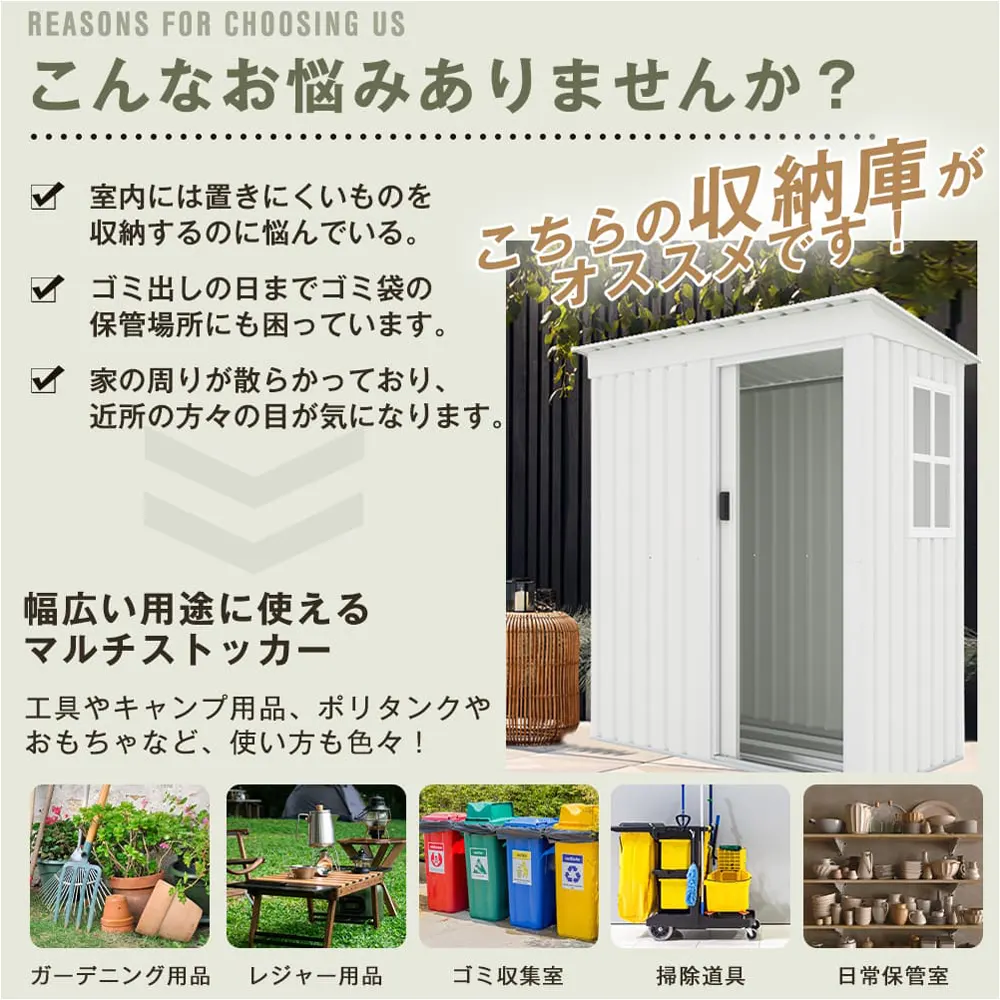 REASONS FOR CHOOSING US
こんなお悩みありませんか？
室内には置きにくいものを
収納するのに悩んでいる。
ゴミ出しの日までゴミ袋の
保管場所にも困っています。
家の周りが散らかっており、
近所の方々の目が気になります。
こちらの収納庫が
オススメです！
幅広い用途に使える
マルチストッカー
工具やキャンプ用品、ポリタンクや
おもちゃなど、使い方も色々！
ガーデニング用品
レジャー用品
ゴミ収集室
掃除道具
日常保管室